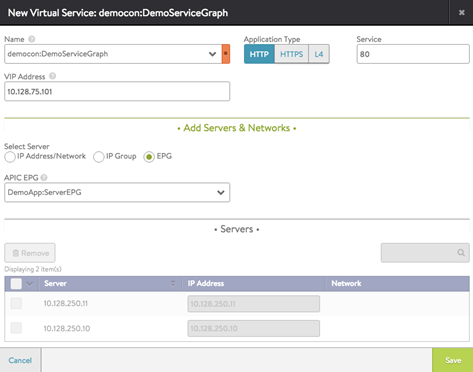 New Virtual Service: democon:DemoServiceGraph
Name Application Type Service
democon:DemoServiceGraph HTTP HTTPS L4 80
VIP Address
10.128.75.101
• Add Servers & Networks •
Select Server
IP Address/Network IP Group EPG
APIC EPG
DemoApp:ServerEPG
• Servers •
Remove
Displaying 2 item(s)
Server IP Address Network
10.128.250.11 10.128.250.11
10.128.250.10 10.128.250.10
Cancel Save